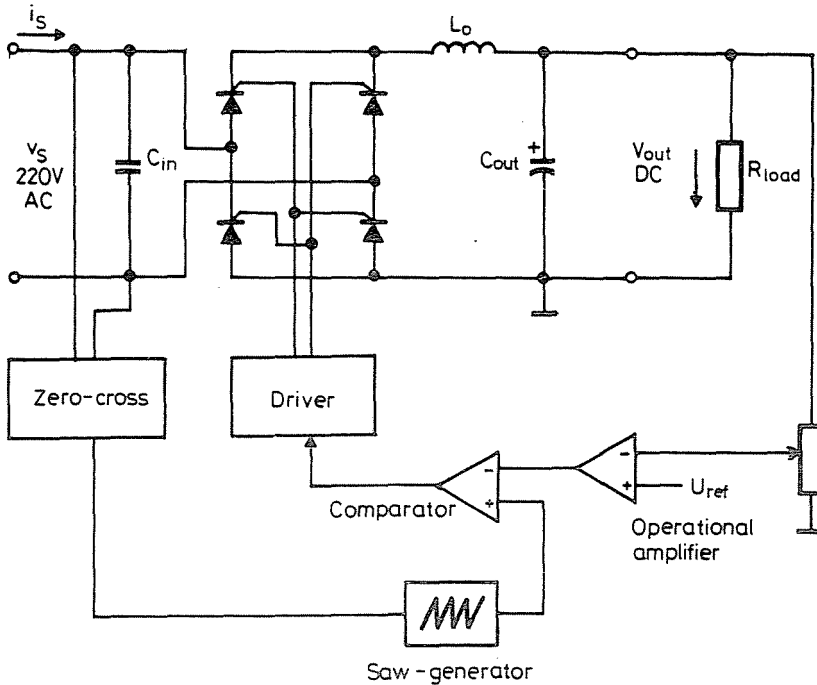 i_S
L_o
v_S
220V
AC
C_in
C_out
+
V_out
DC
R_load
Zero-cross
Driver
Comparator
-
+
-
+
U_ref
Operational
amplifier
Saw-generator